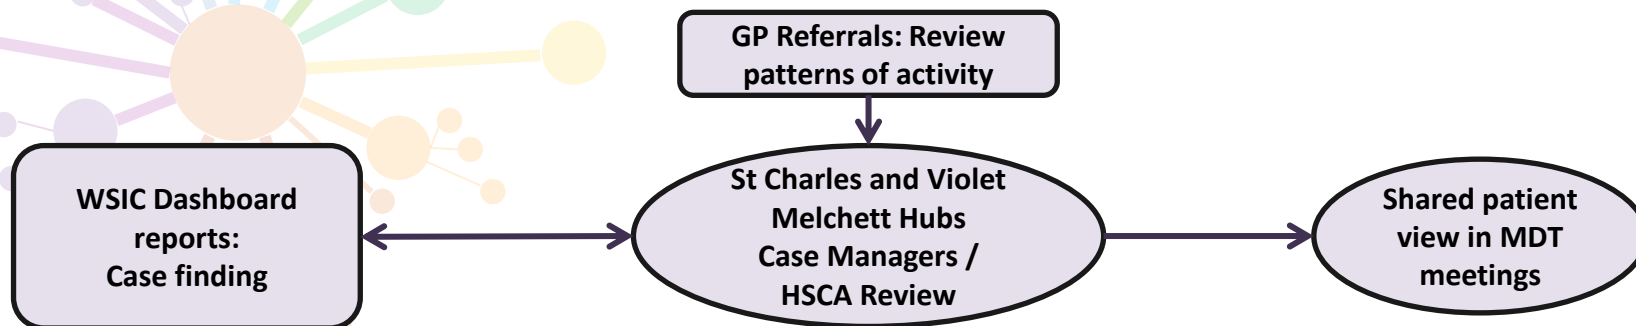 GP Referrals: Review
patterns of activity
WSIC Dashboard
reports:
Case finding
St Charles and Violet
Melchett Hubs
Case Managers /
HSCA Review
Shared patient
view in MDT
meetings